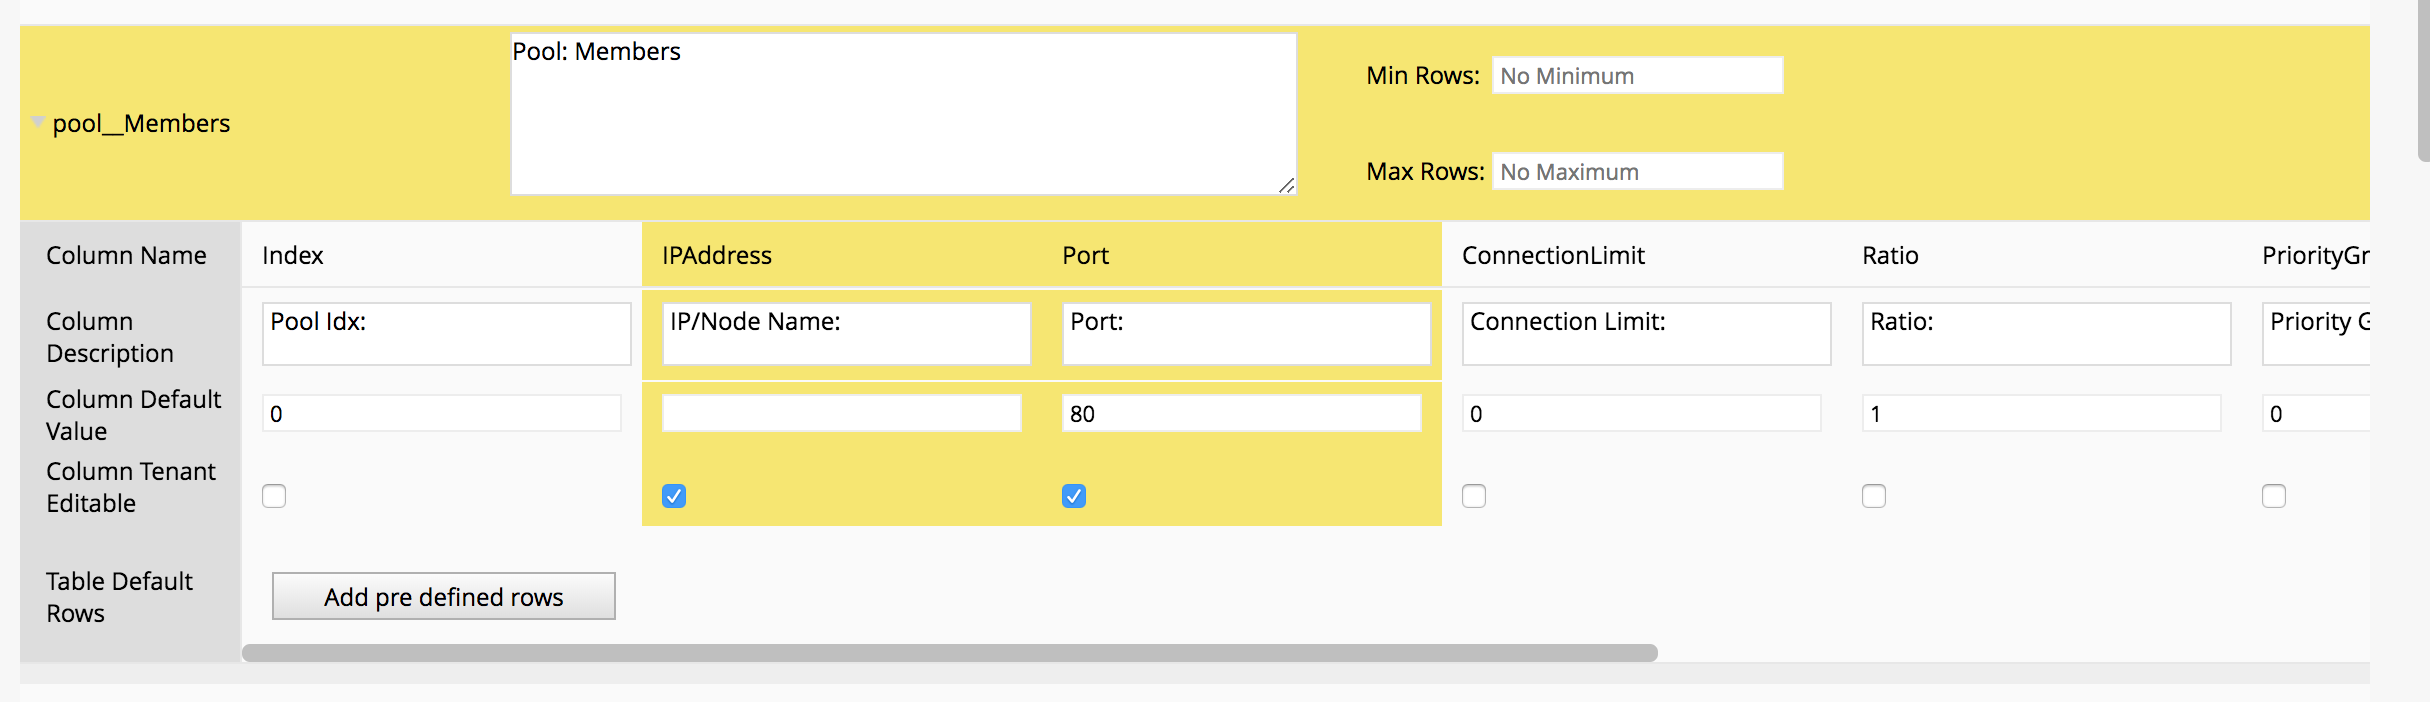 Pool: Members
Min Rows: No Minimum
pool__Members
Max Rows: No Maximum
Column Name Index IPAddress Port ConnectionLimit Ratio PriorityGr
Column
Description
Pool Idx: IP/Node Name: Port: Connection Limit: Ratio: Priority G
Column Default
Value
0 80 0 1 0
Column Tenant
Editable
Table Default
Rows
Add pre defined rows